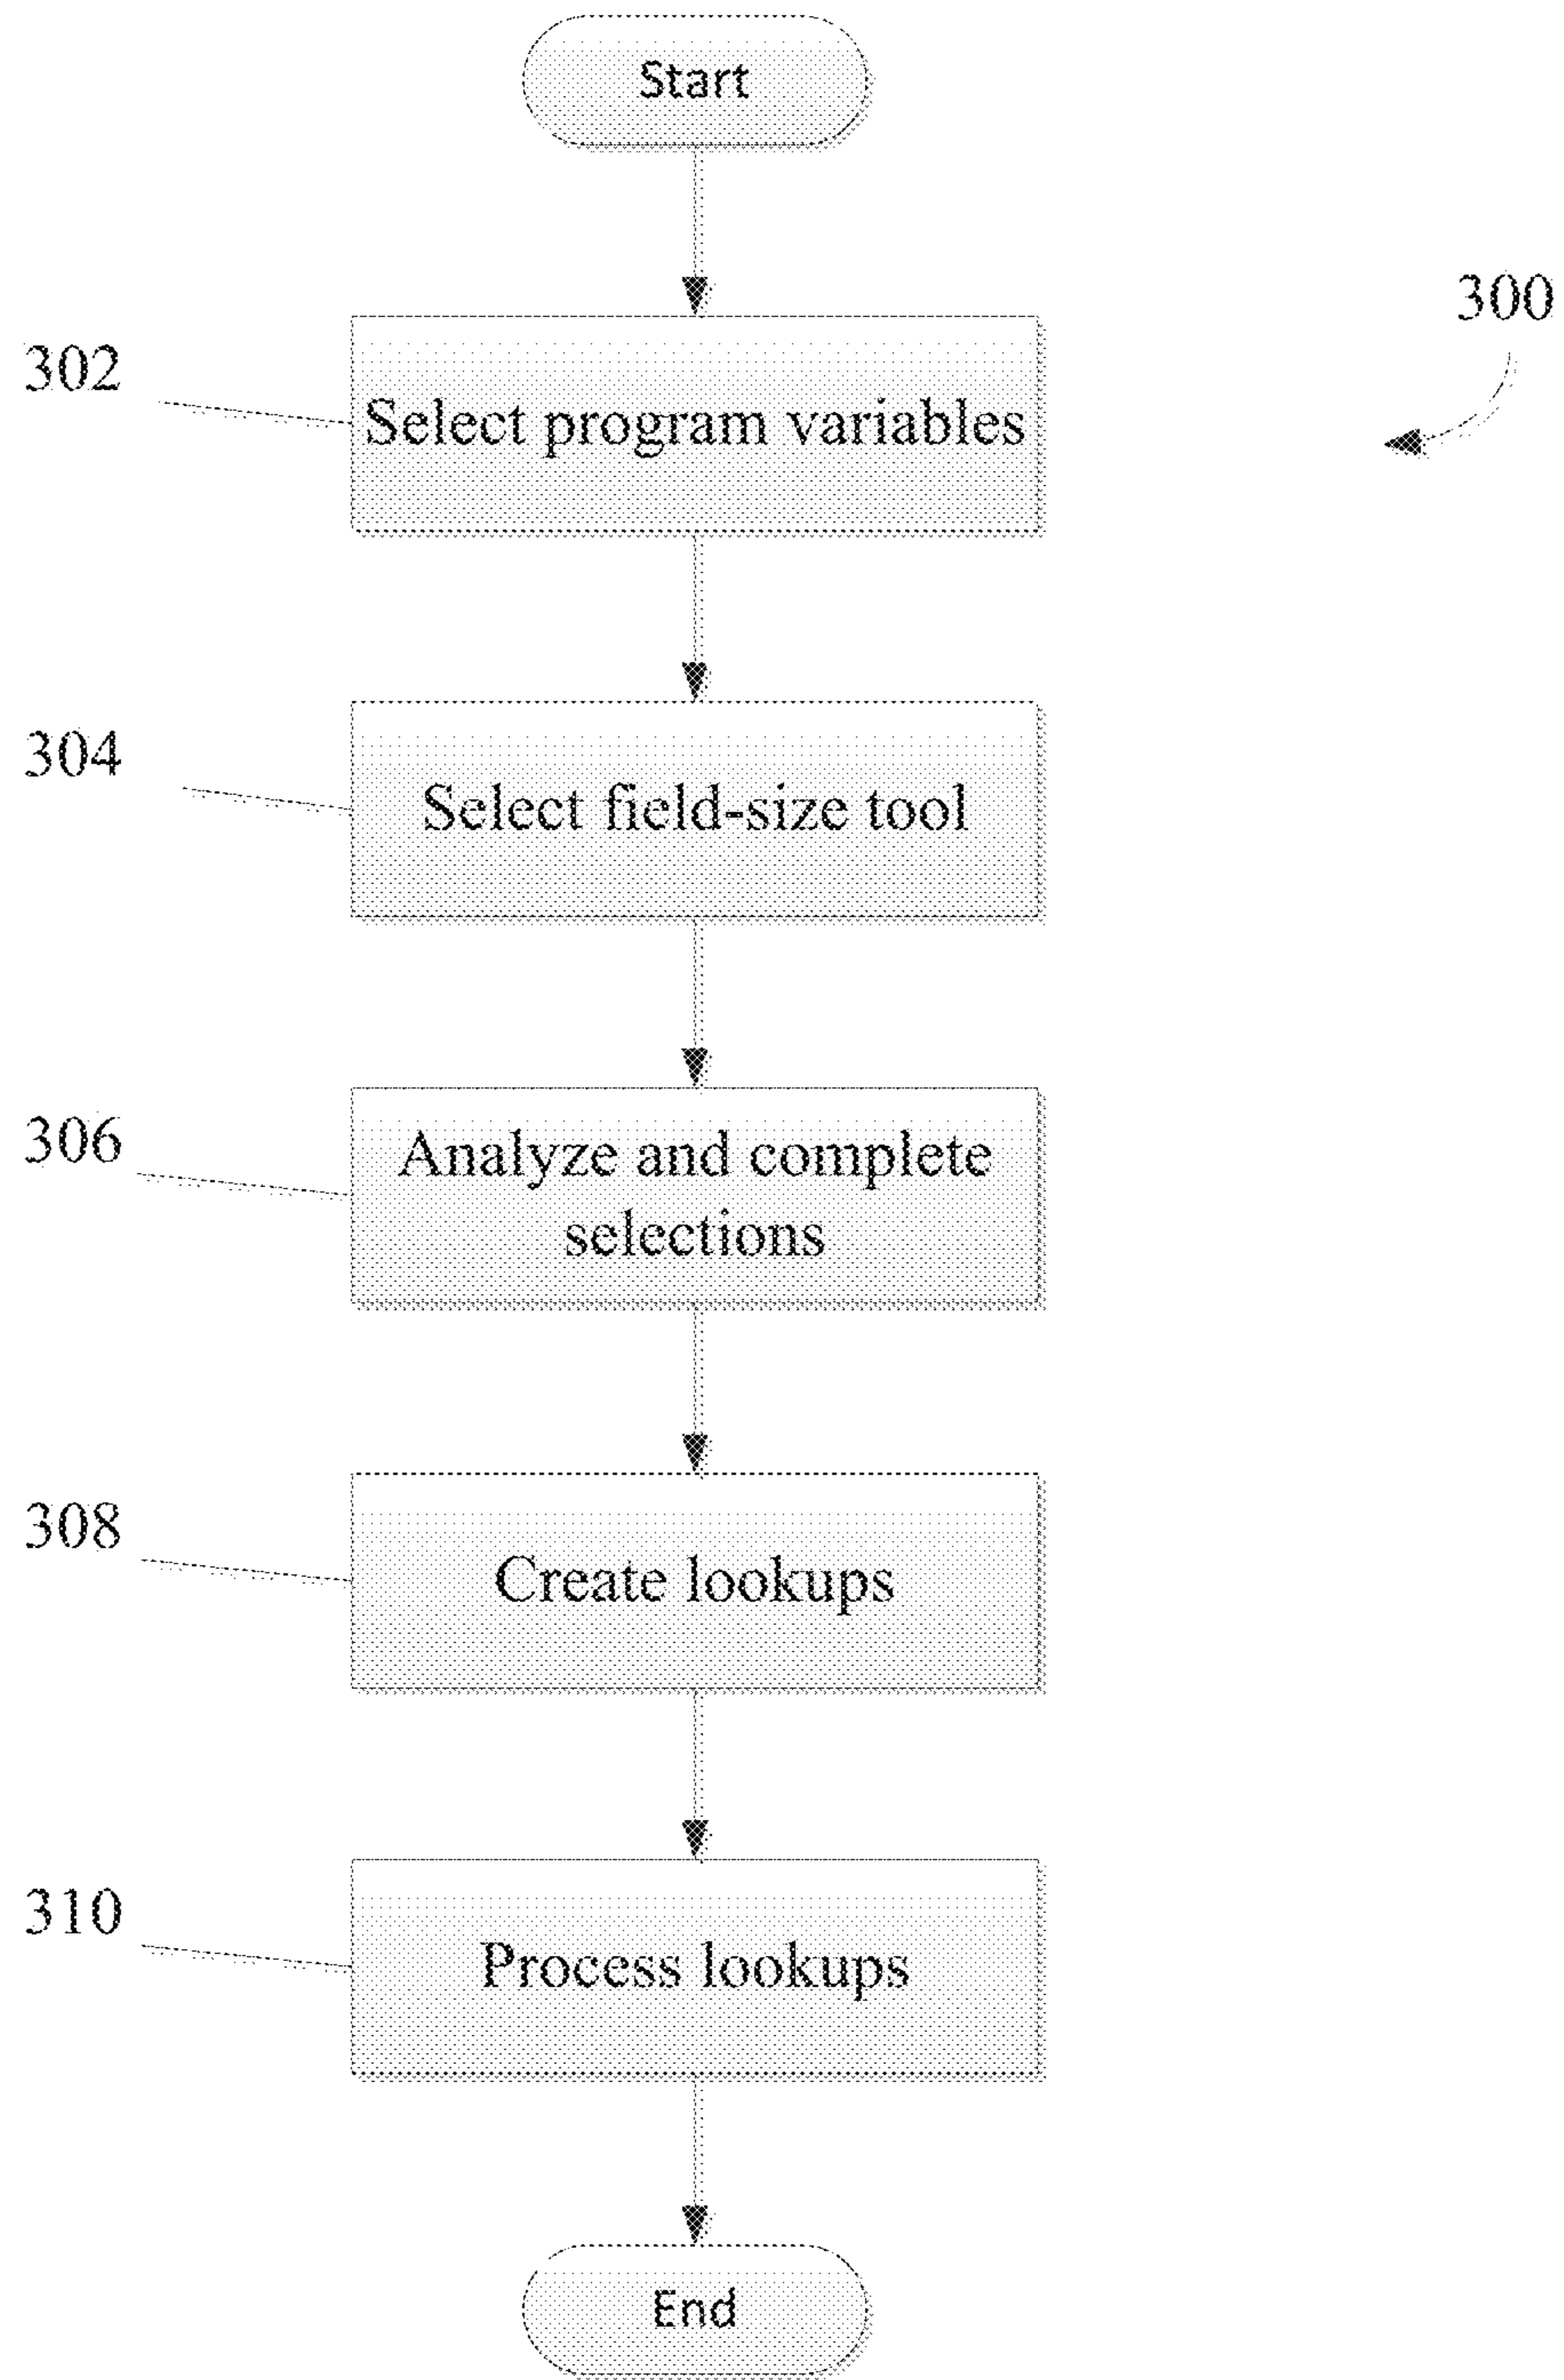 Start
300
302
Select program variables
304
Select field-size tool
306
Analyze and complete
selections
308
Create lookups
310
Process lookups
End